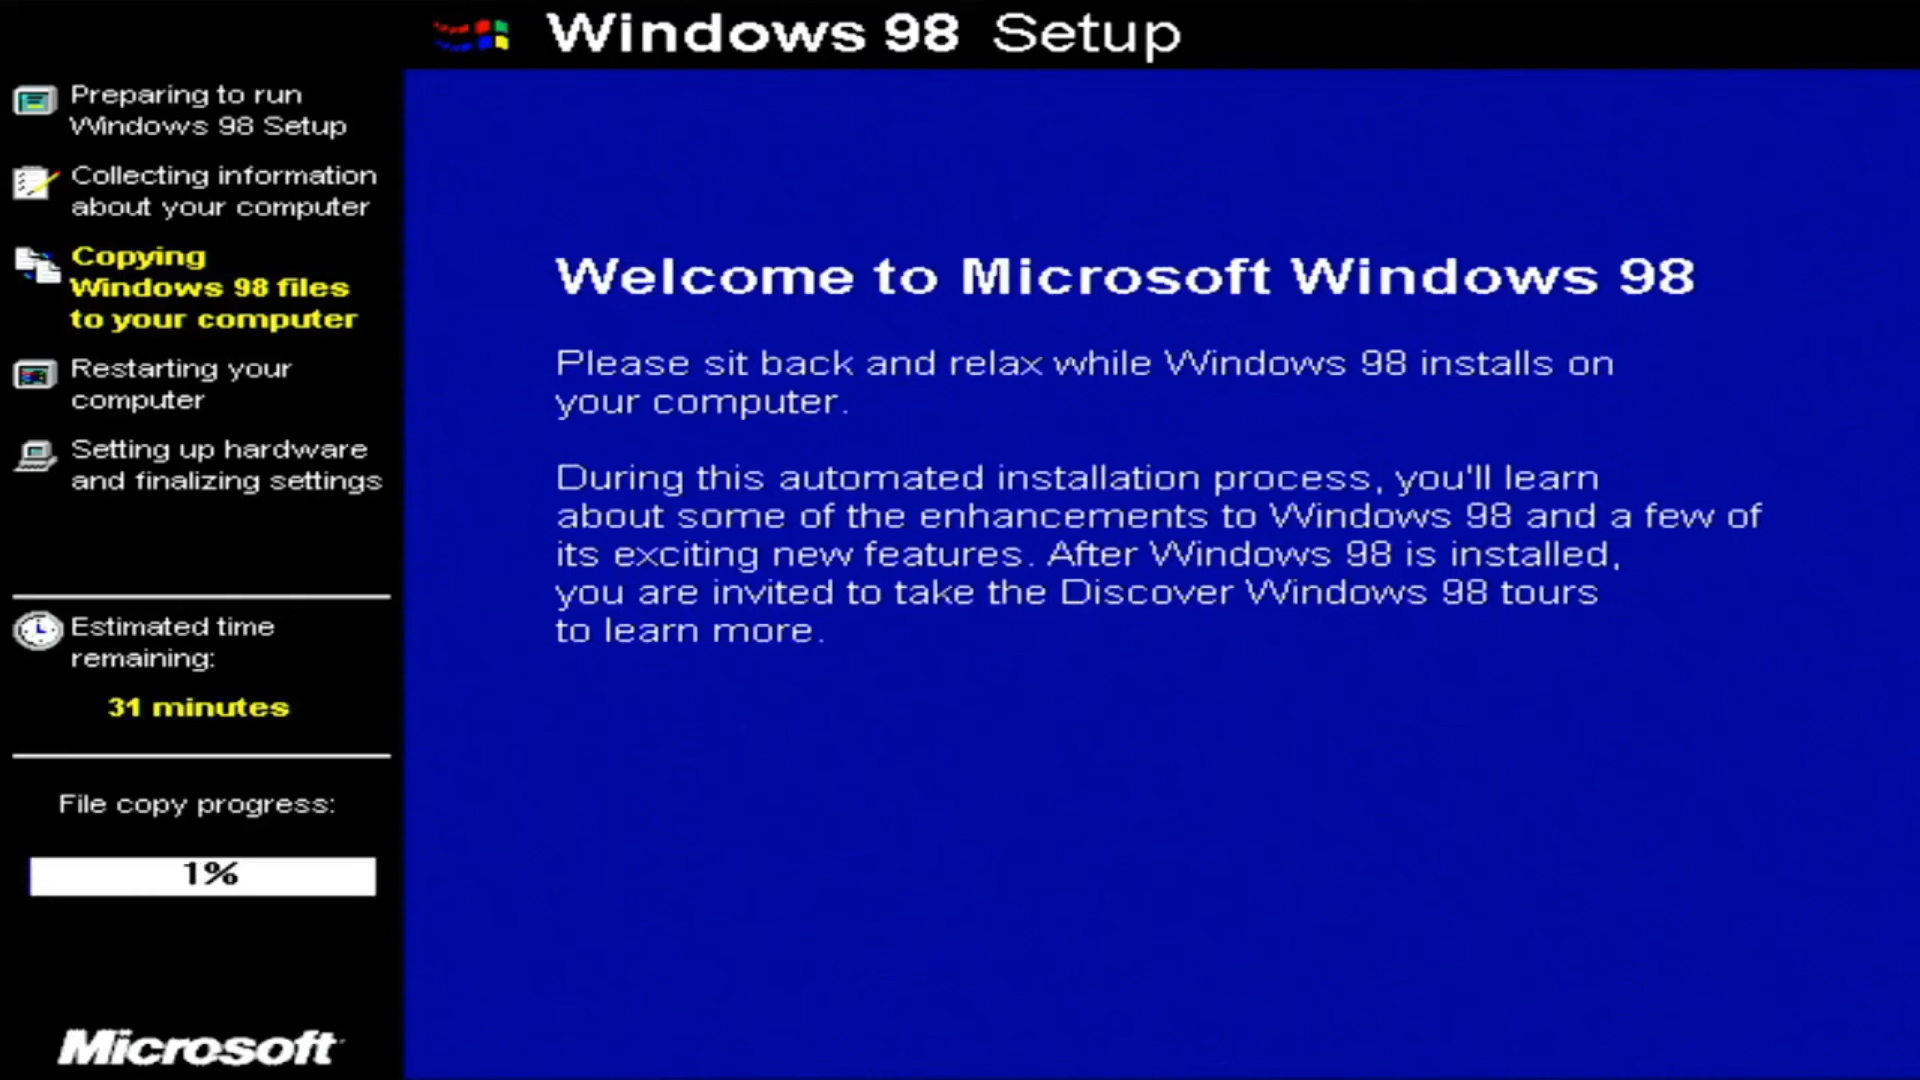 Windows 98 Setup
Preparing to run
Windows 98 Setup
Collecting information
about your computer
Copying
Windows 98 files
to your computer
Restarting your
computer
Setting up hardware
and finalizing settings
Estimated time
remaining:
31 minutes
File copy progress:
1%
Microsoft
Welcome to Microsoft Windows 98
Please sit back and relax while Windows 98 installs on
your computer.
During this automated installation process, you'll learn
about some of the enhancements to Windows 98 and a few of
its exciting new features. After Windows 98 is installed,
you are invited to take the Discover Windows 98 tours
to learn more.